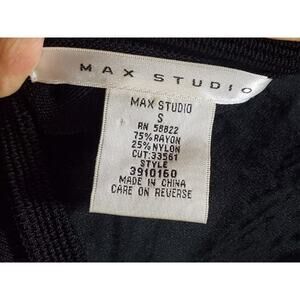 MAX STUDIO
MAX STUDIO
S
RN 58822
75% RAYON
25% NYLON
CUT:33561
STYLE
3910160
MADE IN CHINA
CARE ON REVERSE